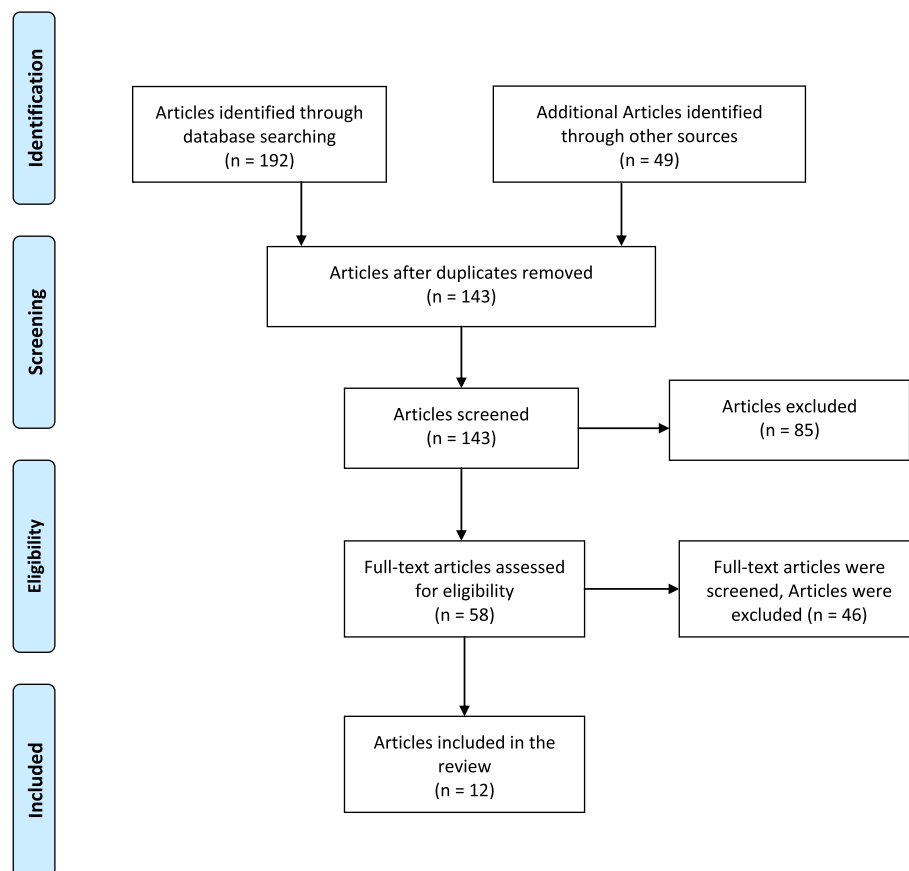 Identification
Articles identified through
database searching
(n = 192)
Additional Articles identified
through other sources
(n = 49)
Screening
Articles after duplicates removed
(n = 143)
Articles screened
(n = 143)
Articles excluded
(n = 85)
Eligibility
Full-text articles assessed
for eligibility
(n = 58)
Full-text articles were
screened, Articles were
excluded (n = 46)
Included
Articles included in the
review
(n = 12)